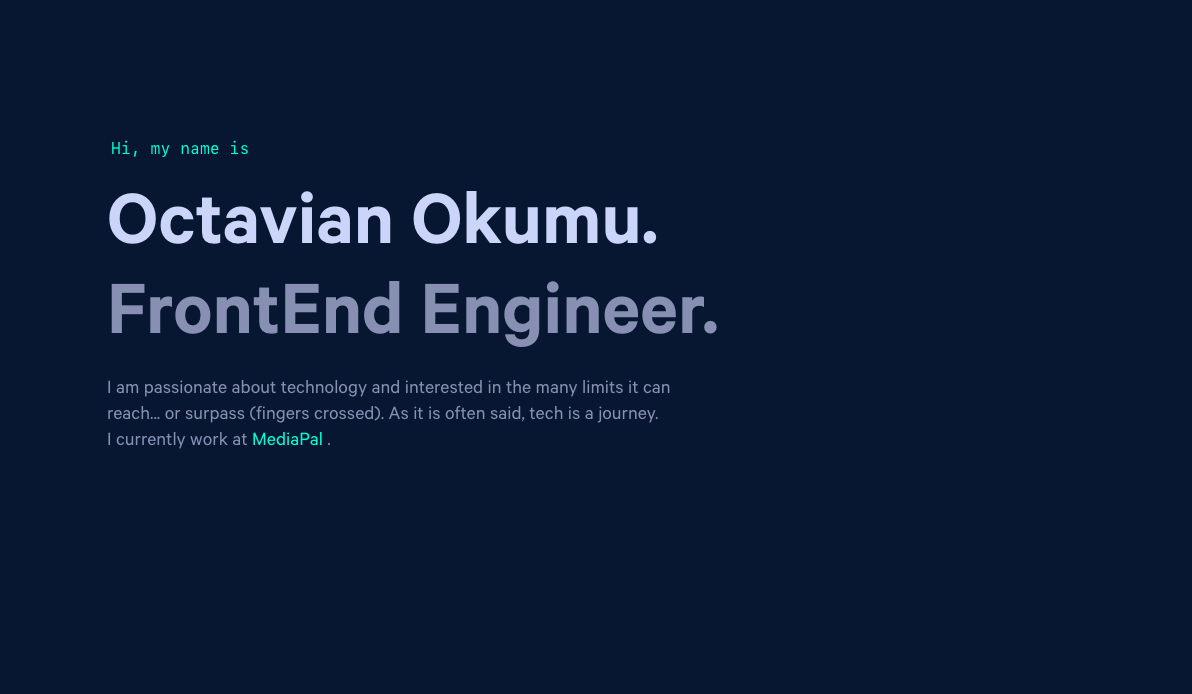 Hi, my name is
Octavian Okumu.
FrontEnd Engineer.
I am passionate about technology and interested in the many limits it can
reach... or surpass (fingers crossed). As it is often said, tech is a journey.
I currently work at MediaPal .